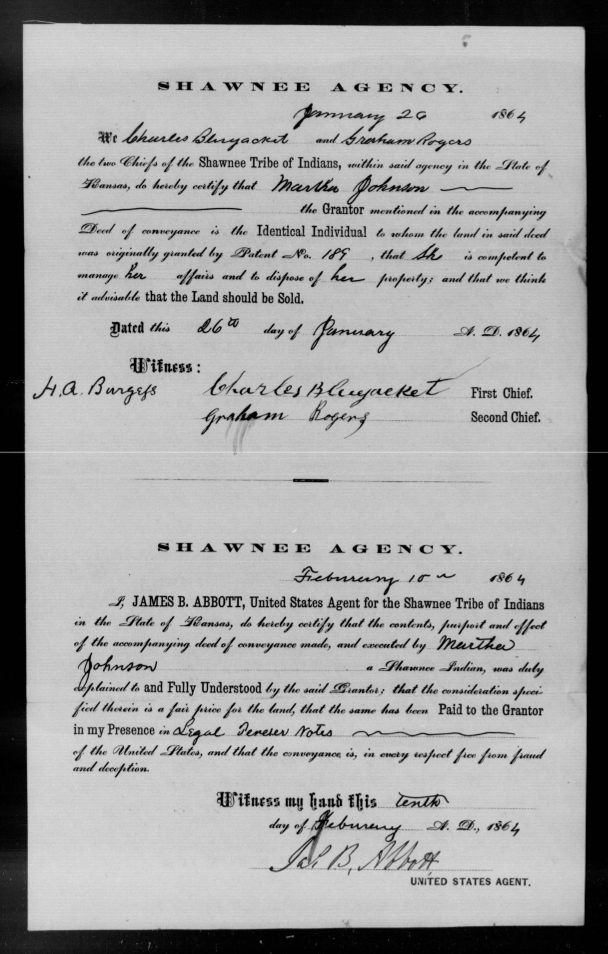 SHAWNEE AGENCY.
January 26 1864
We Charles Bluejacket and Graham Rogers
the two Chiefs of the Shawnee Tribe of Indians, within said agency in the State of
Kansas, do hereby certify that Martha Johnson
the Grantor mentioned in the accompanying
Deed of conveyance is the Identical Individual to whom the land in said deed
was originally granted by Patent No. 189, that She is competent to
manage her affairs and to dispose of her property; and that we think
it advisable that the Land should be Sold.
Dated this 26th day of January A. D. 1864
Witness:
H. A. Burgess Charles Bluejacket First Chief.
Graham Rogers Second Chief.
SHAWNEE AGENCY.
Feburury 10th 1864
I, JAMES B. ABBOTT, United States Agent for the Shawnee Tribe of Indians
in the State of Kansas, do hereby certify that the contents, purport and effect
of the accompanying deed of conveyance made, and executed by Martha
Johnson a Shawnee Indian, was duly
explained to and Fully Understood by the said Grantor; that the consideration speci-
fied therein is a fair price for the land, that the same has been Paid to the Grantor
in my Presence in Legal Tender Notes
of the United States, and that the conveyance, is, in every respect free from fraud
and deception.
Witness my hand this tenth
day of Feburury A. D., 1864
Jas B. Abbott
UNITED STATES AGENT.